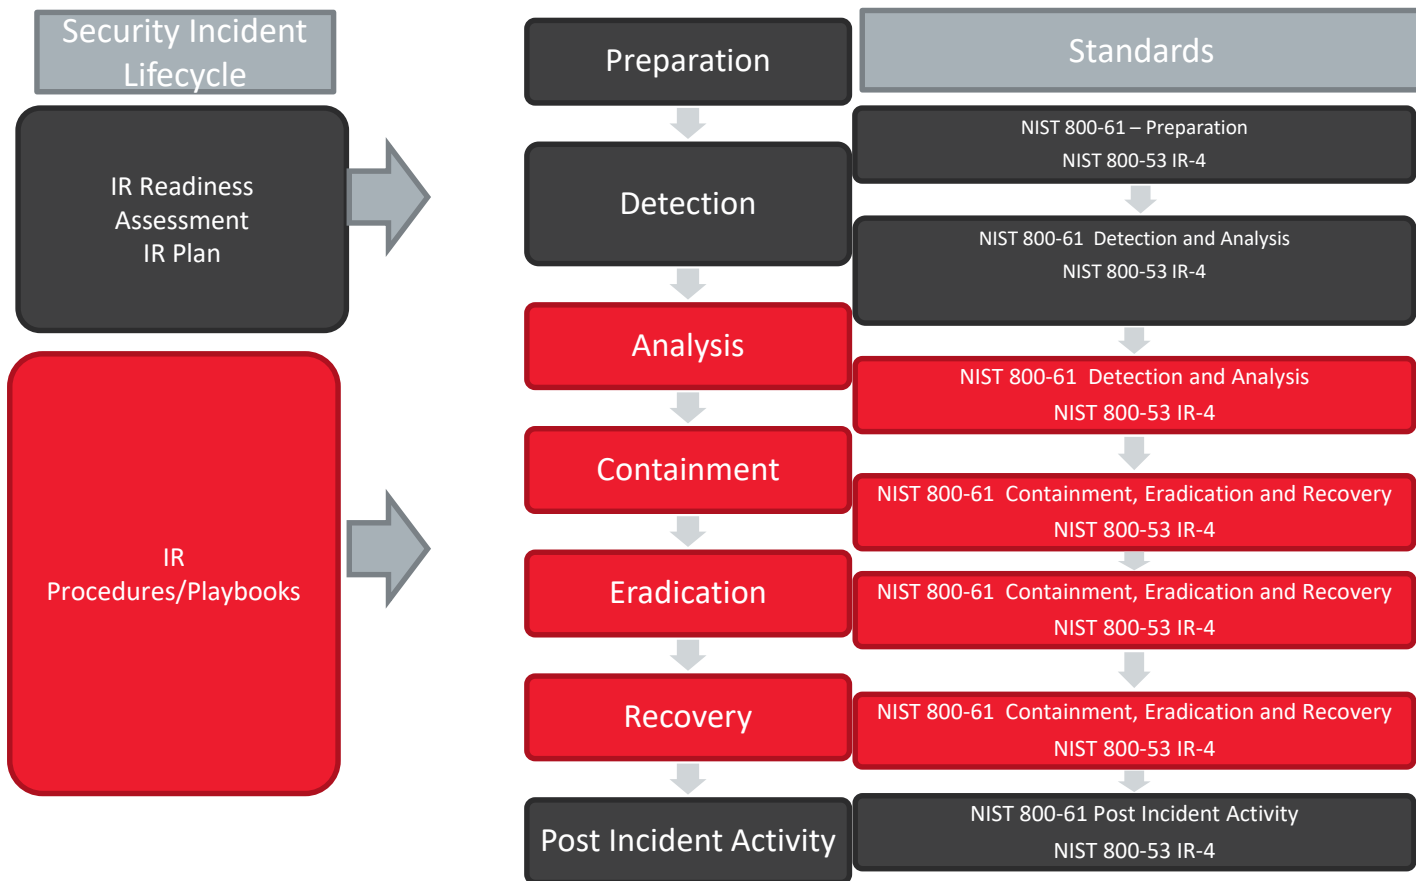 Security Incident
Lifecycle
IR Readiness
Assessment
IR Plan
IR
Procedures/Playbooks
Preparation
Detection
Analysis
Containment
Eradication
Recovery
Post Incident Activity
Standards
NIST 800-61 – Preparation
NIST 800-53 IR-4
NIST 800-61  Detection and Analysis
NIST 800-53 IR-4
NIST 800-61  Detection and Analysis
NIST 800-53 IR-4
NIST 800-61  Containment, Eradication and Recovery
NIST 800-53 IR-4
NIST 800-61  Containment, Eradication and Recovery
NIST 800-53 IR-4
NIST 800-61  Containment, Eradication and Recovery
NIST 800-53 IR-4
NIST 800-61 Post Incident Activity
NIST 800-53 IR-4